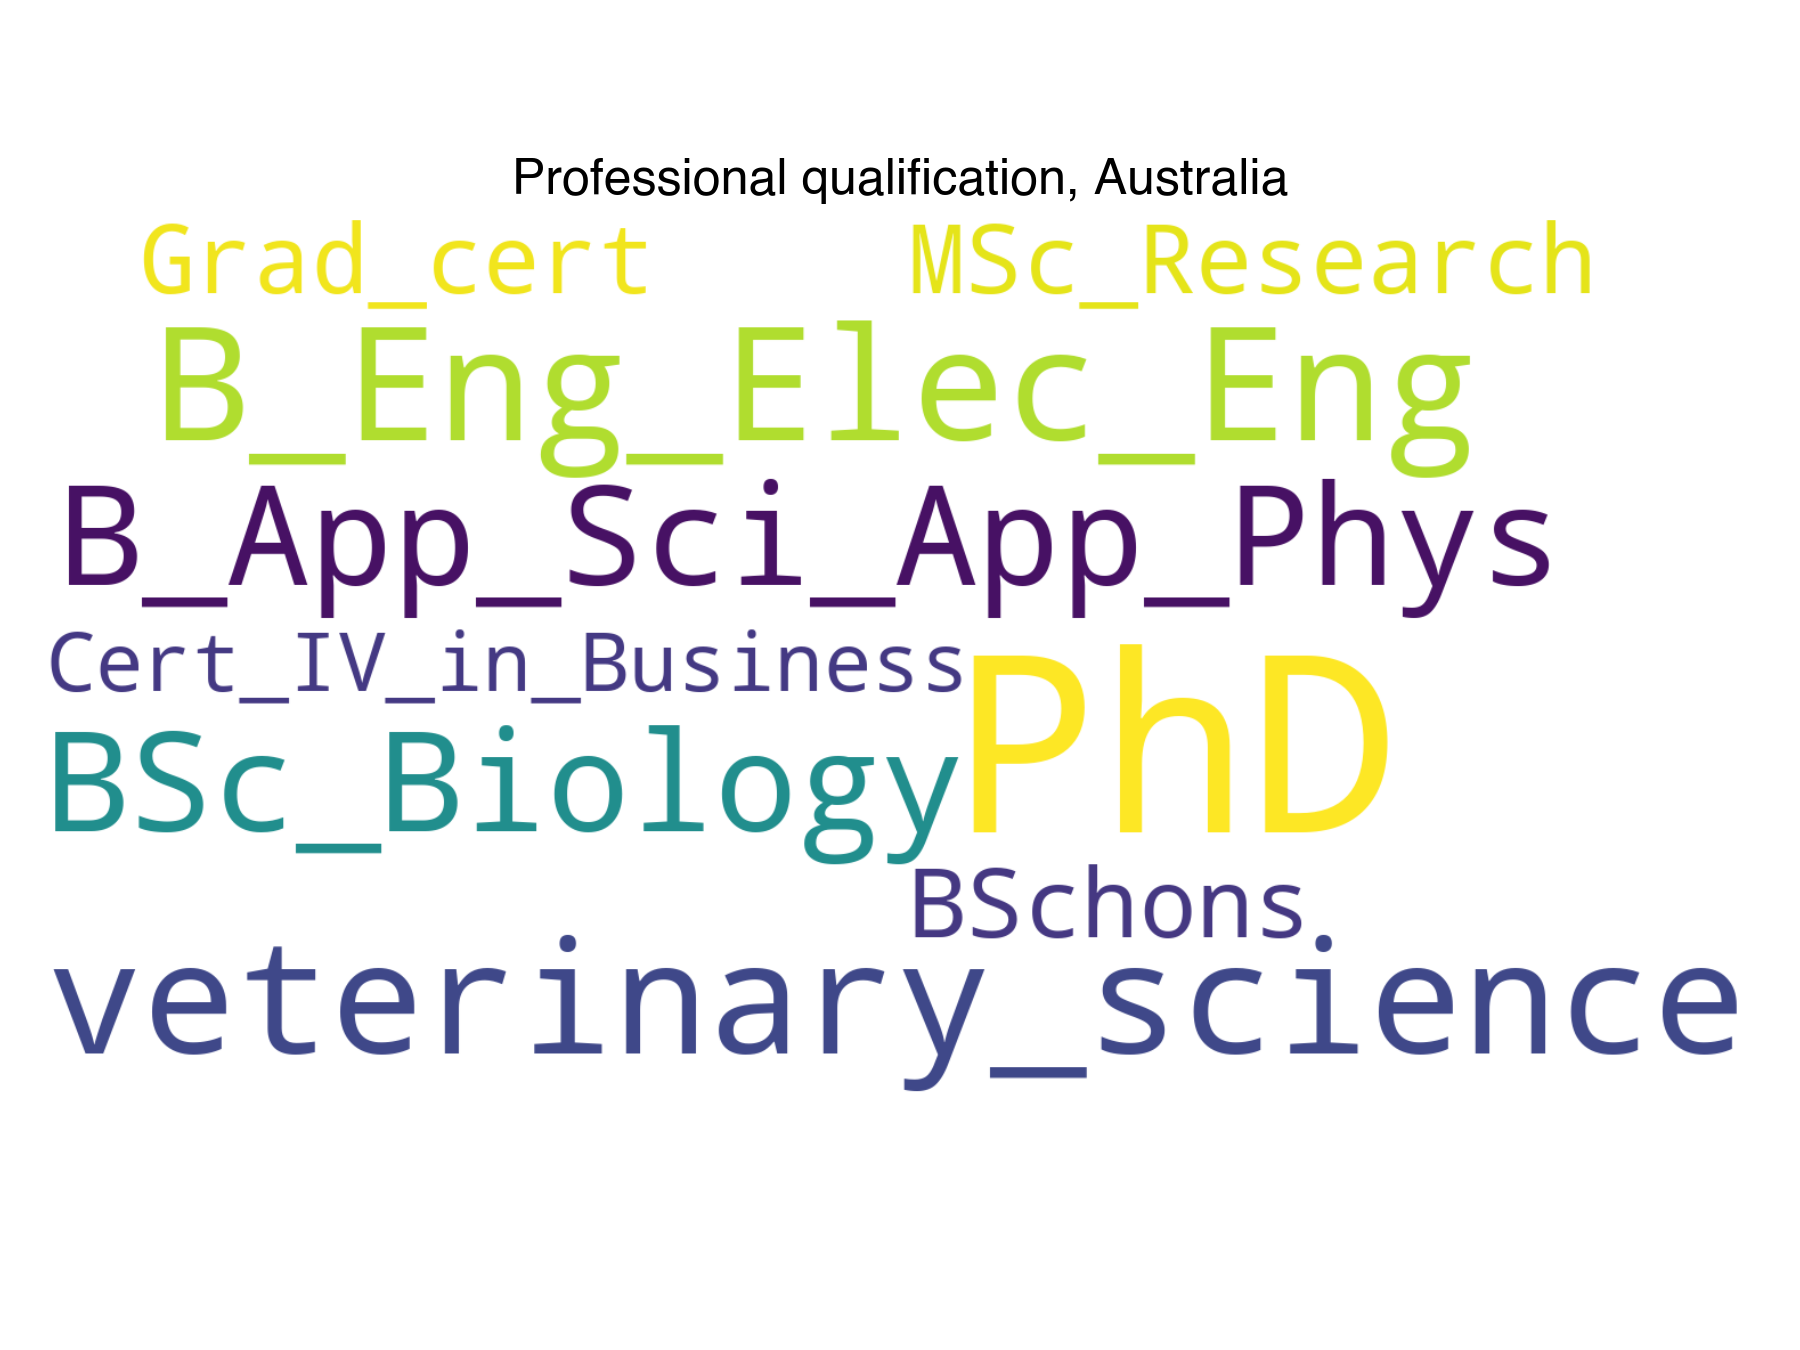 Professional qualification, Australia
Grad_cert MSc_Research
B_Eng_Elec_Eng
B_App_Sci_App_Phys
Cert_IV_in_Business
PhD
BSc_Biology
BSchons
veterinary_science